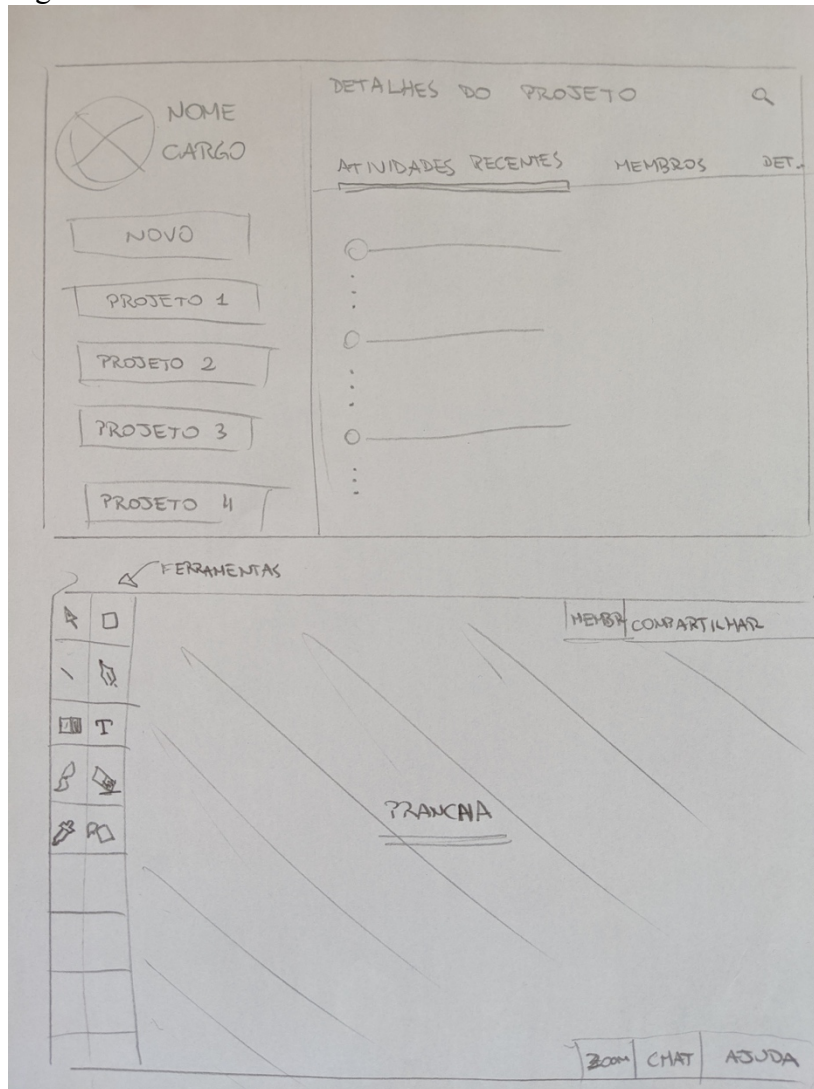 NOME
CARGO
NOVO
PROJETO 1
PROJETO 2
PROJETO 3
PROJETO 4
DETALHES DO PROJETO
ATIVIDADES RECENTES MEMBROS DET.
FERRAMENTAS
T
MEMBR COMPARTILHAR
PRANCHA
ZOOM CHAT AJUDA